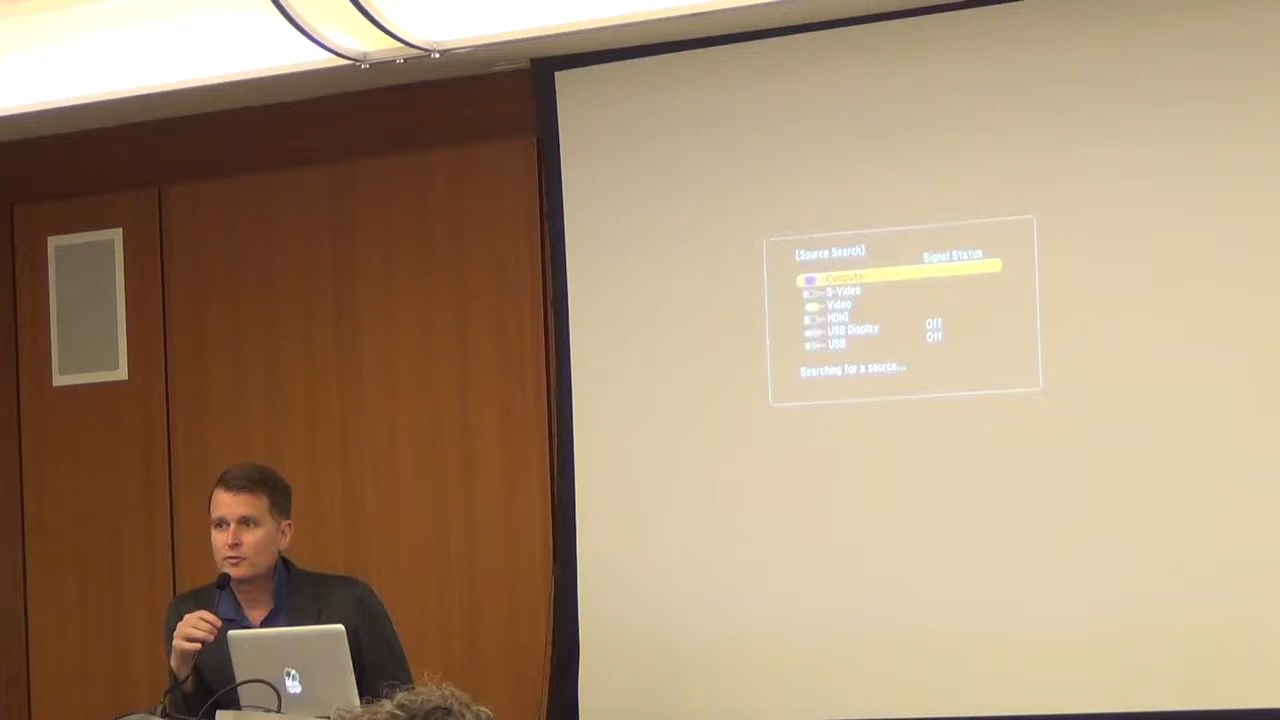 [Source Search]
Signal Status
Computer
S-Video
Video
HDMI
USB Display Off
USB Off
Searching for a source...